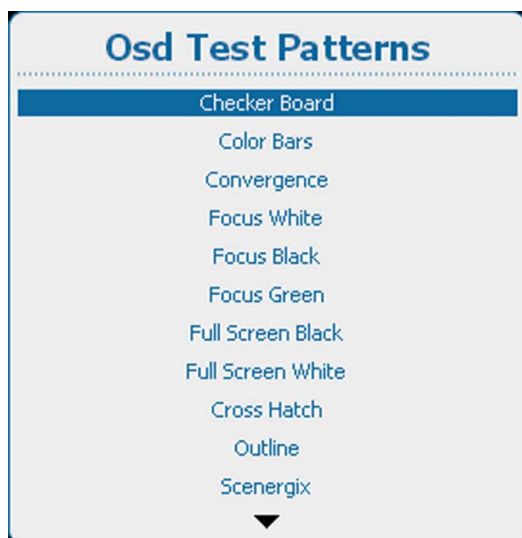 Osd Test Patterns
Checker Board
Color Bars
Convergence
Focus White
Focus Black
Focus Green
Full Screen Black
Full Screen White
Cross Hatch
Outline
Scenergix